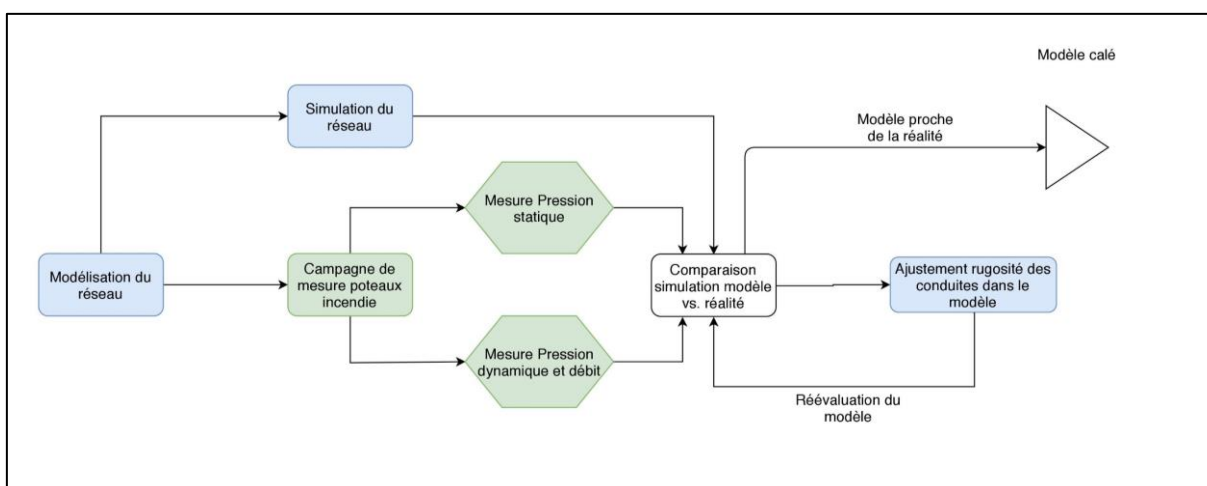 Modèle calé
Simulation du
réseau
Modèle proche
de la réalité
Mesure Pression
statique
Modélisation du
réseau
Campagne de
mesure poteaux
incendie
Comparaison
simulation modèle
vs. réalité
Ajustement rugosité des
conduites dans le
modèle
Mesure Pression
dynamique et débit
Réévaluation du
modèle